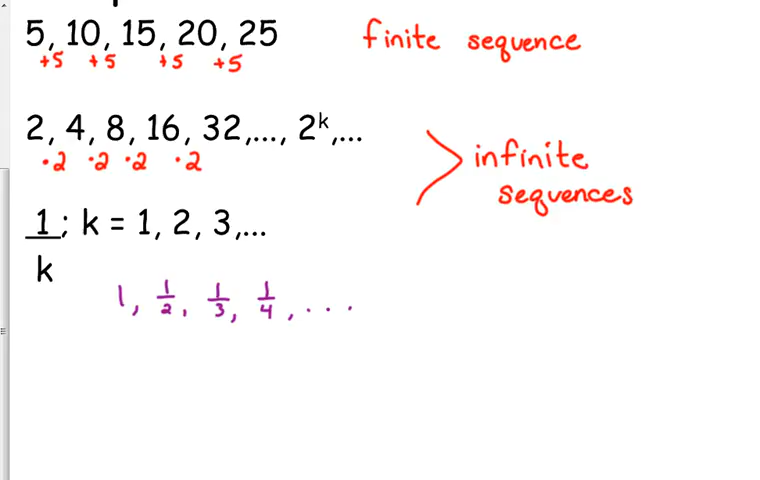 5, 10, 15, 20, 25 finite sequence
+5 +5 +5 +5
2, 4, 8, 16, 32,..., 2ᵏ,...
·2 ·2 ·2 ·2 infinite
sequences
1/k; k = 1, 2, 3,...
1, 1/2, 1/3, 1/4, ...